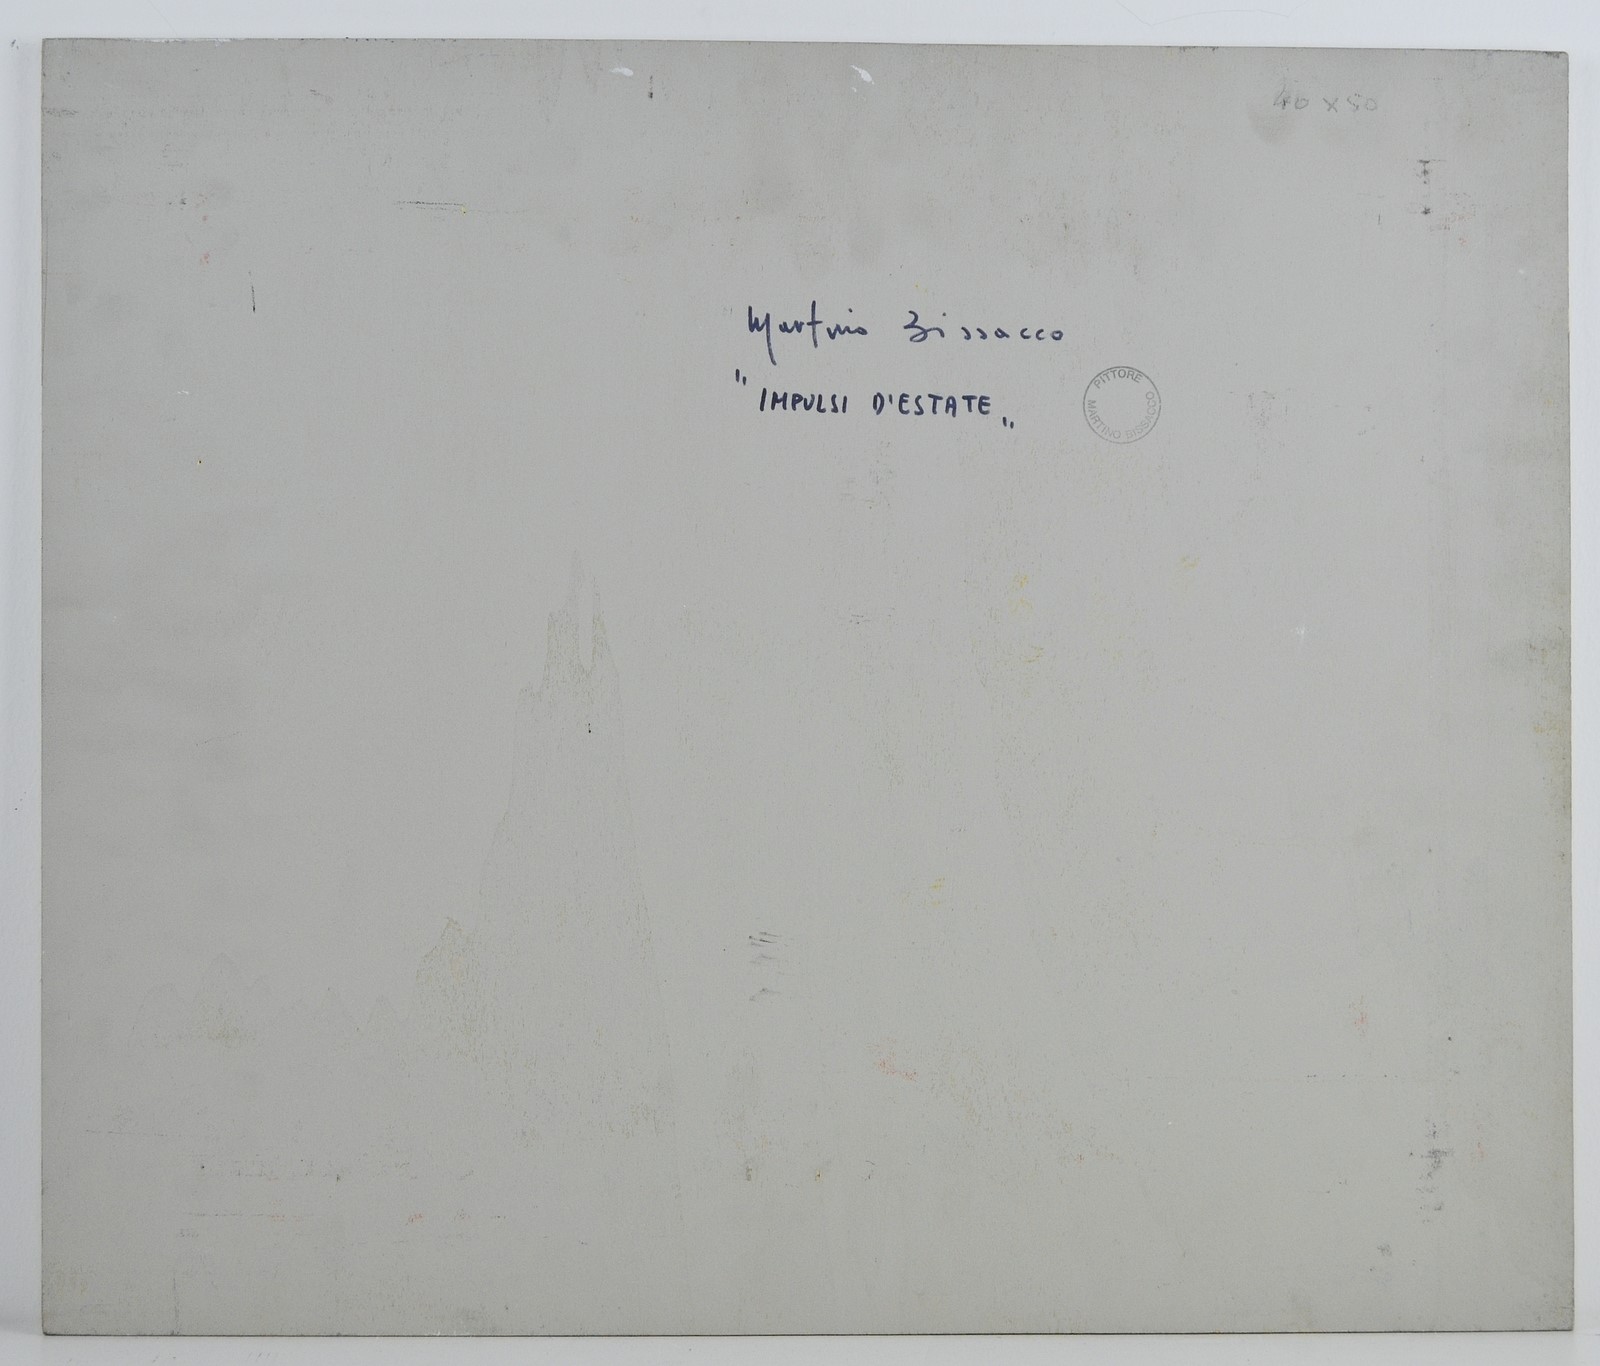 40 x 50
Martino Bissacco
" IMPULSI D'ESTATE "
PITTORE
MARTINO BISSACCO